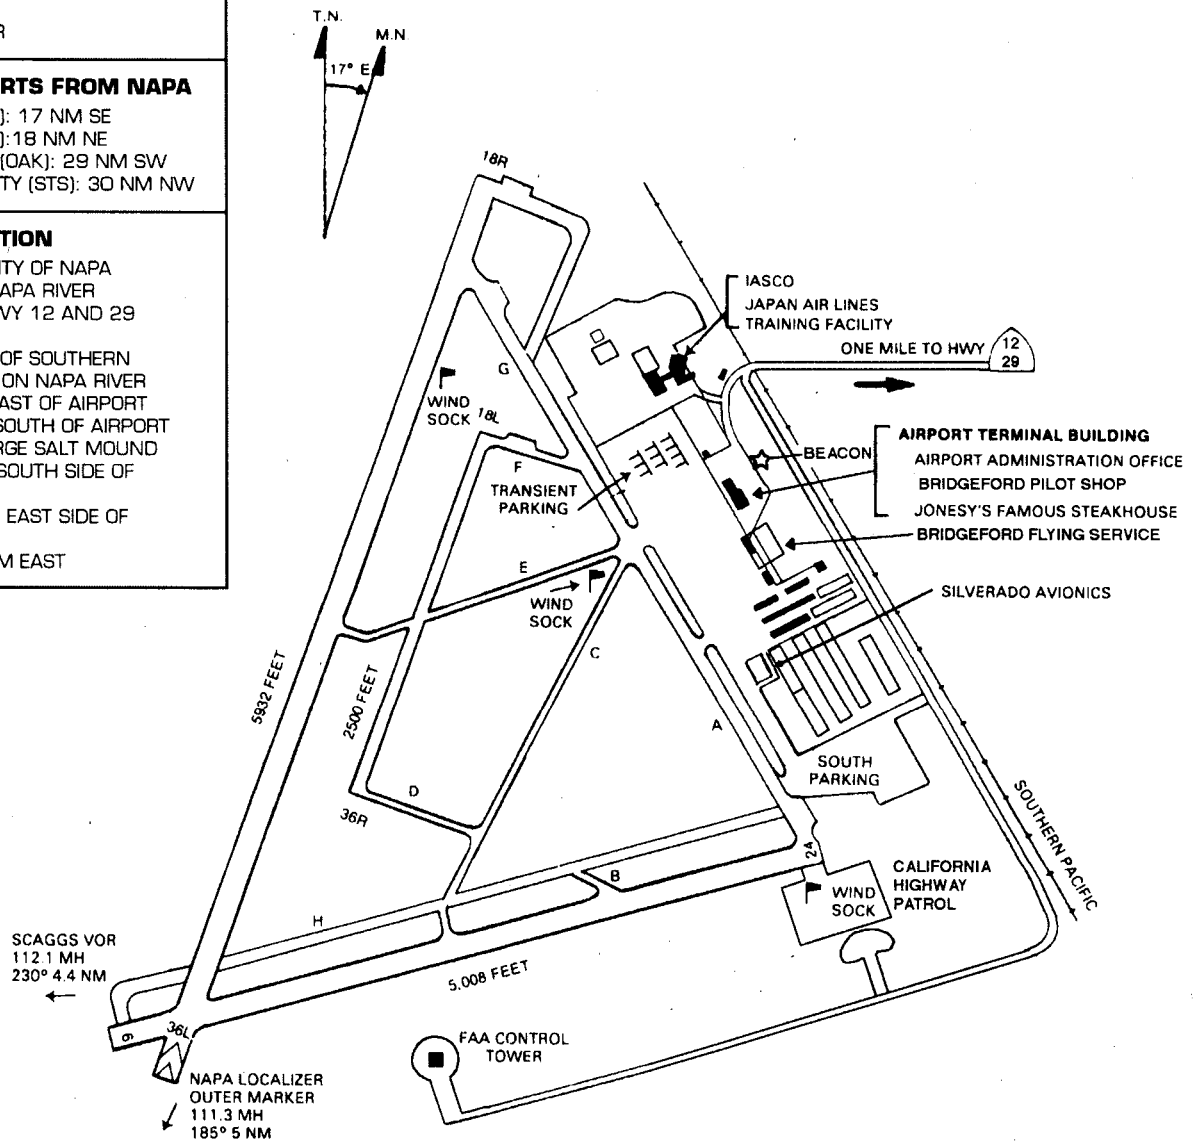 R
RTS FROM NAPA
): 17 NM SE
): 18 NM NE
(OAK): 29 NM SW
TY (STS): 30 NM NW
TION
ITY OF NAPA
APA RIVER
WY 12 AND 29
OF SOUTHERN
ON NAPA RIVER
AST OF AIRPORT
SOUTH OF AIRPORT
RGE SALT MOUND
SOUTH SIDE OF
EAST SIDE OF
M EAST
T.N.
M.N.
17° E
18R
IASCO
JAPAN AIR LINES
TRAINING FACILITY
ONE MILE TO HWY
12
29
G
WIND
SOCK
18L
F
TRANSIENT
PARKING
BEACON
AIRPORT TERMINAL BUILDING
AIRPORT ADMINISTRATION OFFICE
BRIDGEFORD PILOT SHOP
JONESY'S FAMOUS STEAKHOUSE
BRIDGEFORD FLYING SERVICE
E
WIND
SOCK
SILVERADO AVIONICS
C
5932 FEET
2500 FEET
A
SOUTH
PARKING
D
36R
SOUTHERN PACIFIC
24
B
CALIFORNIA
HIGHWAY
PATROL
WIND
SOCK
H
SCAGGS VOR
112.1 MH
230° 4.4 NM
5,008 FEET
6
36L
FAA CONTROL
TOWER
NAPA LOCALIZER
OUTER MARKER
111.3 MH
185° 5 NM